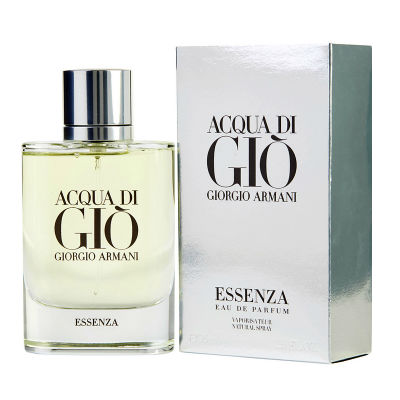 ACQUA DI
GIÒ
GIORGIO ARMANI
ESSENZA
ACQUA DI
GIÒ
GIORGIO ARMANI
ESSENZA
EAU DE PARFUM
VAPORISATEUR
NATURAL SPRAY